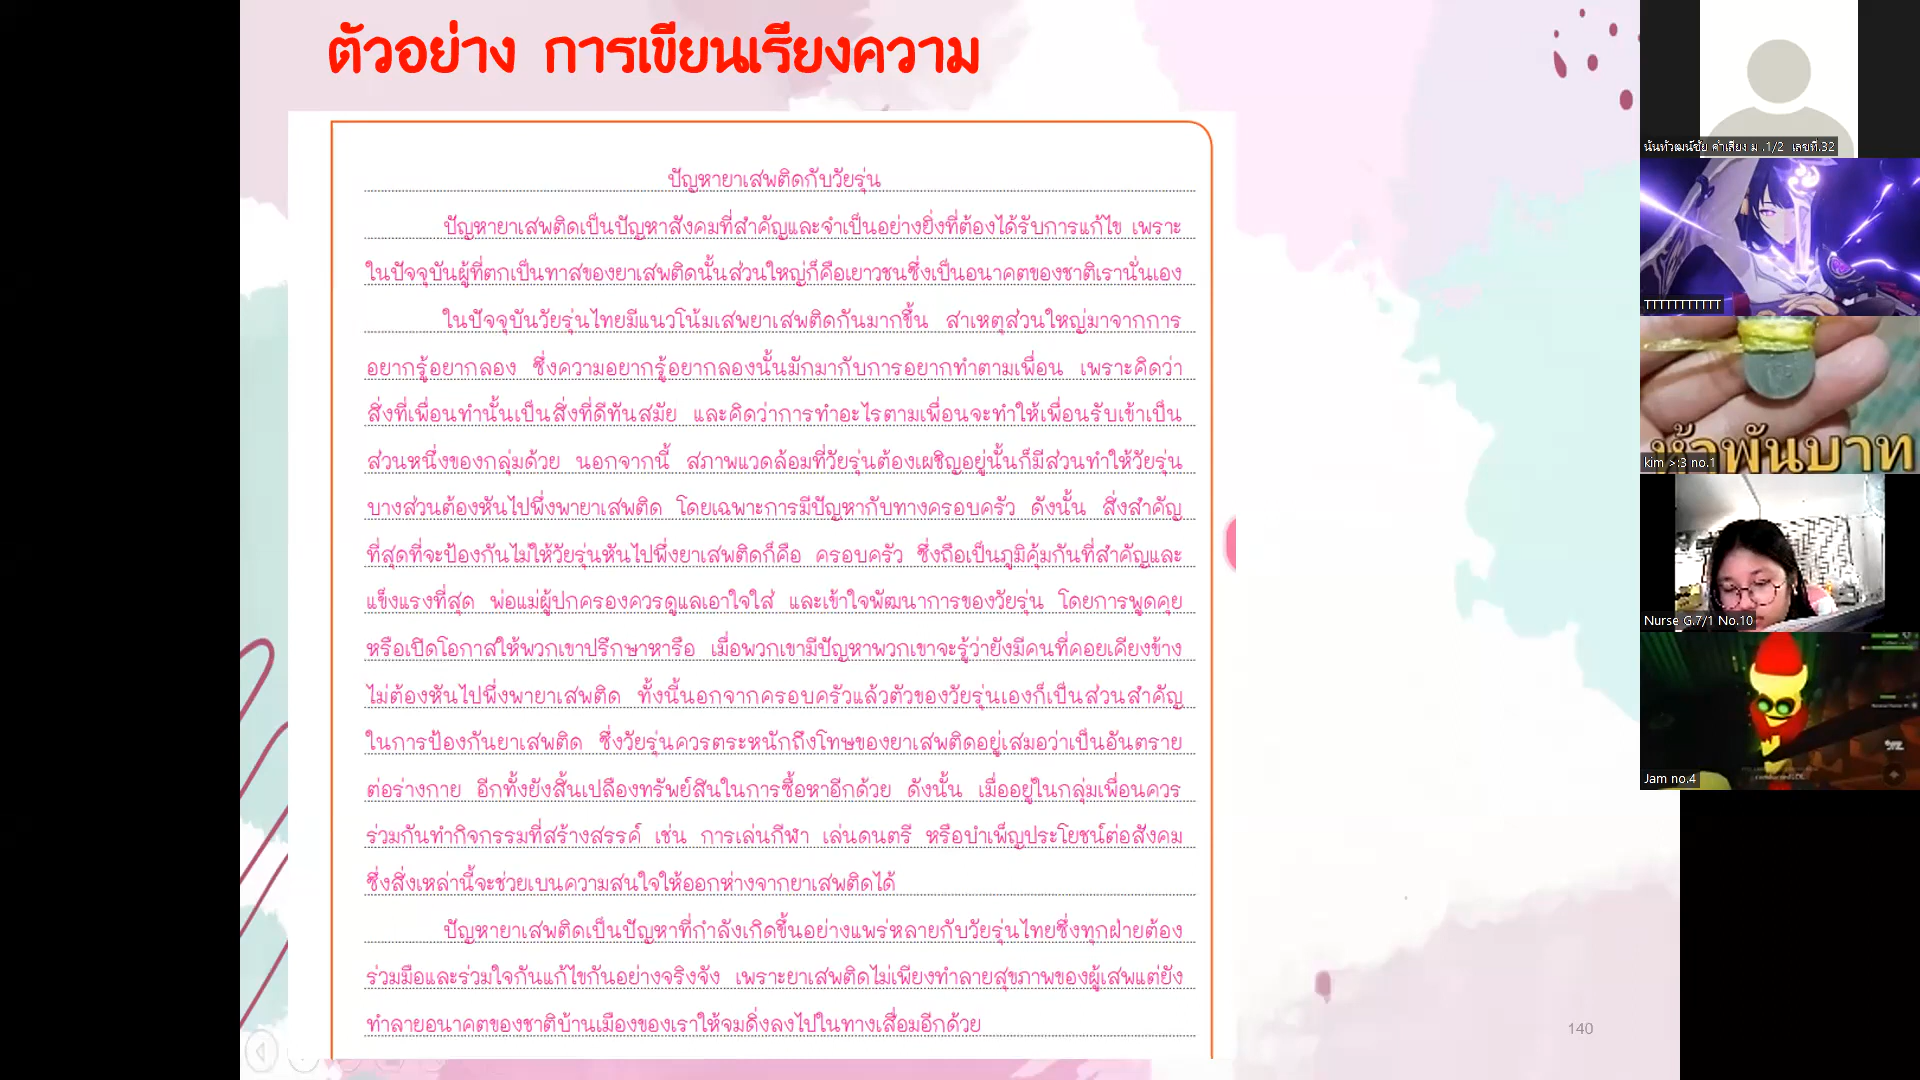 ตัวอย่าง การเขียนเรียงความ
ปัญหายาเสพติดกับวัยรุ่น
ปัญหายาเสพติดเป็นปัญหาสังคมที่สำคัญและจำเป็นอย่างยิ่งที่ต้องได้รับการแก้ไข เพราะ
ในปัจจุบันผู้ที่ตกเป็นทาสของยาเสพติดนั้นส่วนใหญ่ก็คือเยาวชนซึ่งเป็นอนาคตของชาติเรานั่นเอง
ในปัจจุบันวัยรุ่นไทยมีแนวโน้มเสพยาเสพติดกันมากขึ้น สาเหตุส่วนใหญ่มาจากการ
อยากรู้อยากลอง ซึ่งความอยากรู้อยากลองนั้นมักมากับการอยากทำตามเพื่อน เพราะคิดว่า
สิ่งที่เพื่อนทำนั้นเป็นสิ่งที่ดีทันสมัย และคิดว่าการทำอะไรตามเพื่อนจะทำให้เพื่อนรับเข้าเป็น
ส่วนหนึ่งของกลุ่มด้วย นอกจากนี้ สภาพแวดล้อมที่วัยรุ่นต้องเผชิญอยู่นั้นก็มีส่วนทำให้วัยรุ่น
บางส่วนต้องหันไปพึ่งพายาเสพติด โดยเฉพาะการมีปัญหากับทางครอบครัว ดังนั้น สิ่งสำคัญ
ที่สุดที่จะป้องกันไม่ให้วัยรุ่นหันไปพึ่งยาเสพติดก็คือ ครอบครัว ซึ่งถือเป็นภูมิคุ้มกันที่สำคัญและ
แข็งแรงที่สุด พ่อแม่ผู้ปกครองควรดูแลเอาใจใส่ และเข้าใจพัฒนาการของวัยรุ่น โดยการพูดคุย
หรือเปิดโอกาสให้พวกเขาปรึกษาหารือ เมื่อพวกเขามีปัญหาพวกเขาจะรู้ว่ายังมีคนที่คอยเคียงข้าง
ไม่ต้องหันไปพึ่งพายาเสพติด ทั้งนี้นอกจากครอบครัวแล้วตัวของวัยรุ่นเองก็เป็นส่วนสำคัญ
ในการป้องกันยาเสพติด ซึ่งวัยรุ่นควรตระหนักถึงโทษของยาเสพติดอยู่เสมอว่าเป็นอันตราย
ต่อร่างกาย อีกทั้งยังสิ้นเปลืองทรัพย์สินในการซื้อหาอีกด้วย ดังนั้น เมื่ออยู่ในกลุ่มเพื่อนควร
ร่วมกันทำกิจกรรมที่สร้างสรรค์ เช่น การเล่นกีฬา เล่นดนตรี หรือบำเพ็ญประโยชน์ต่อสังคม
ซึ่งสิ่งเหล่านี้จะช่วยเบนความสนใจให้ออกห่างจากยาเสพติดได้
ปัญหายาเสพติดเป็นปัญหาที่กำลังเกิดขึ้นอย่างแพร่หลายกับวัยรุ่นไทยซึ่งทุกฝ่ายต้อง
ร่วมมือและร่วมใจกันแก้ไขกันอย่างจริงจัง เพราะยาเสพติดไม่เพียงทำลายสุขภาพของผู้เสพแต่ยัง
ทำลายอนาคตของชาติบ้านเมืองของเราให้จมดิ่งลงไปในทางเสื่อมอีกด้วย
140
ม .1/2 เลขที่.32
TTTTTTTTTTT
ห้าพันบาท
kim >:3 no.1
Nurse G.7/1 No.10
Jam no.4